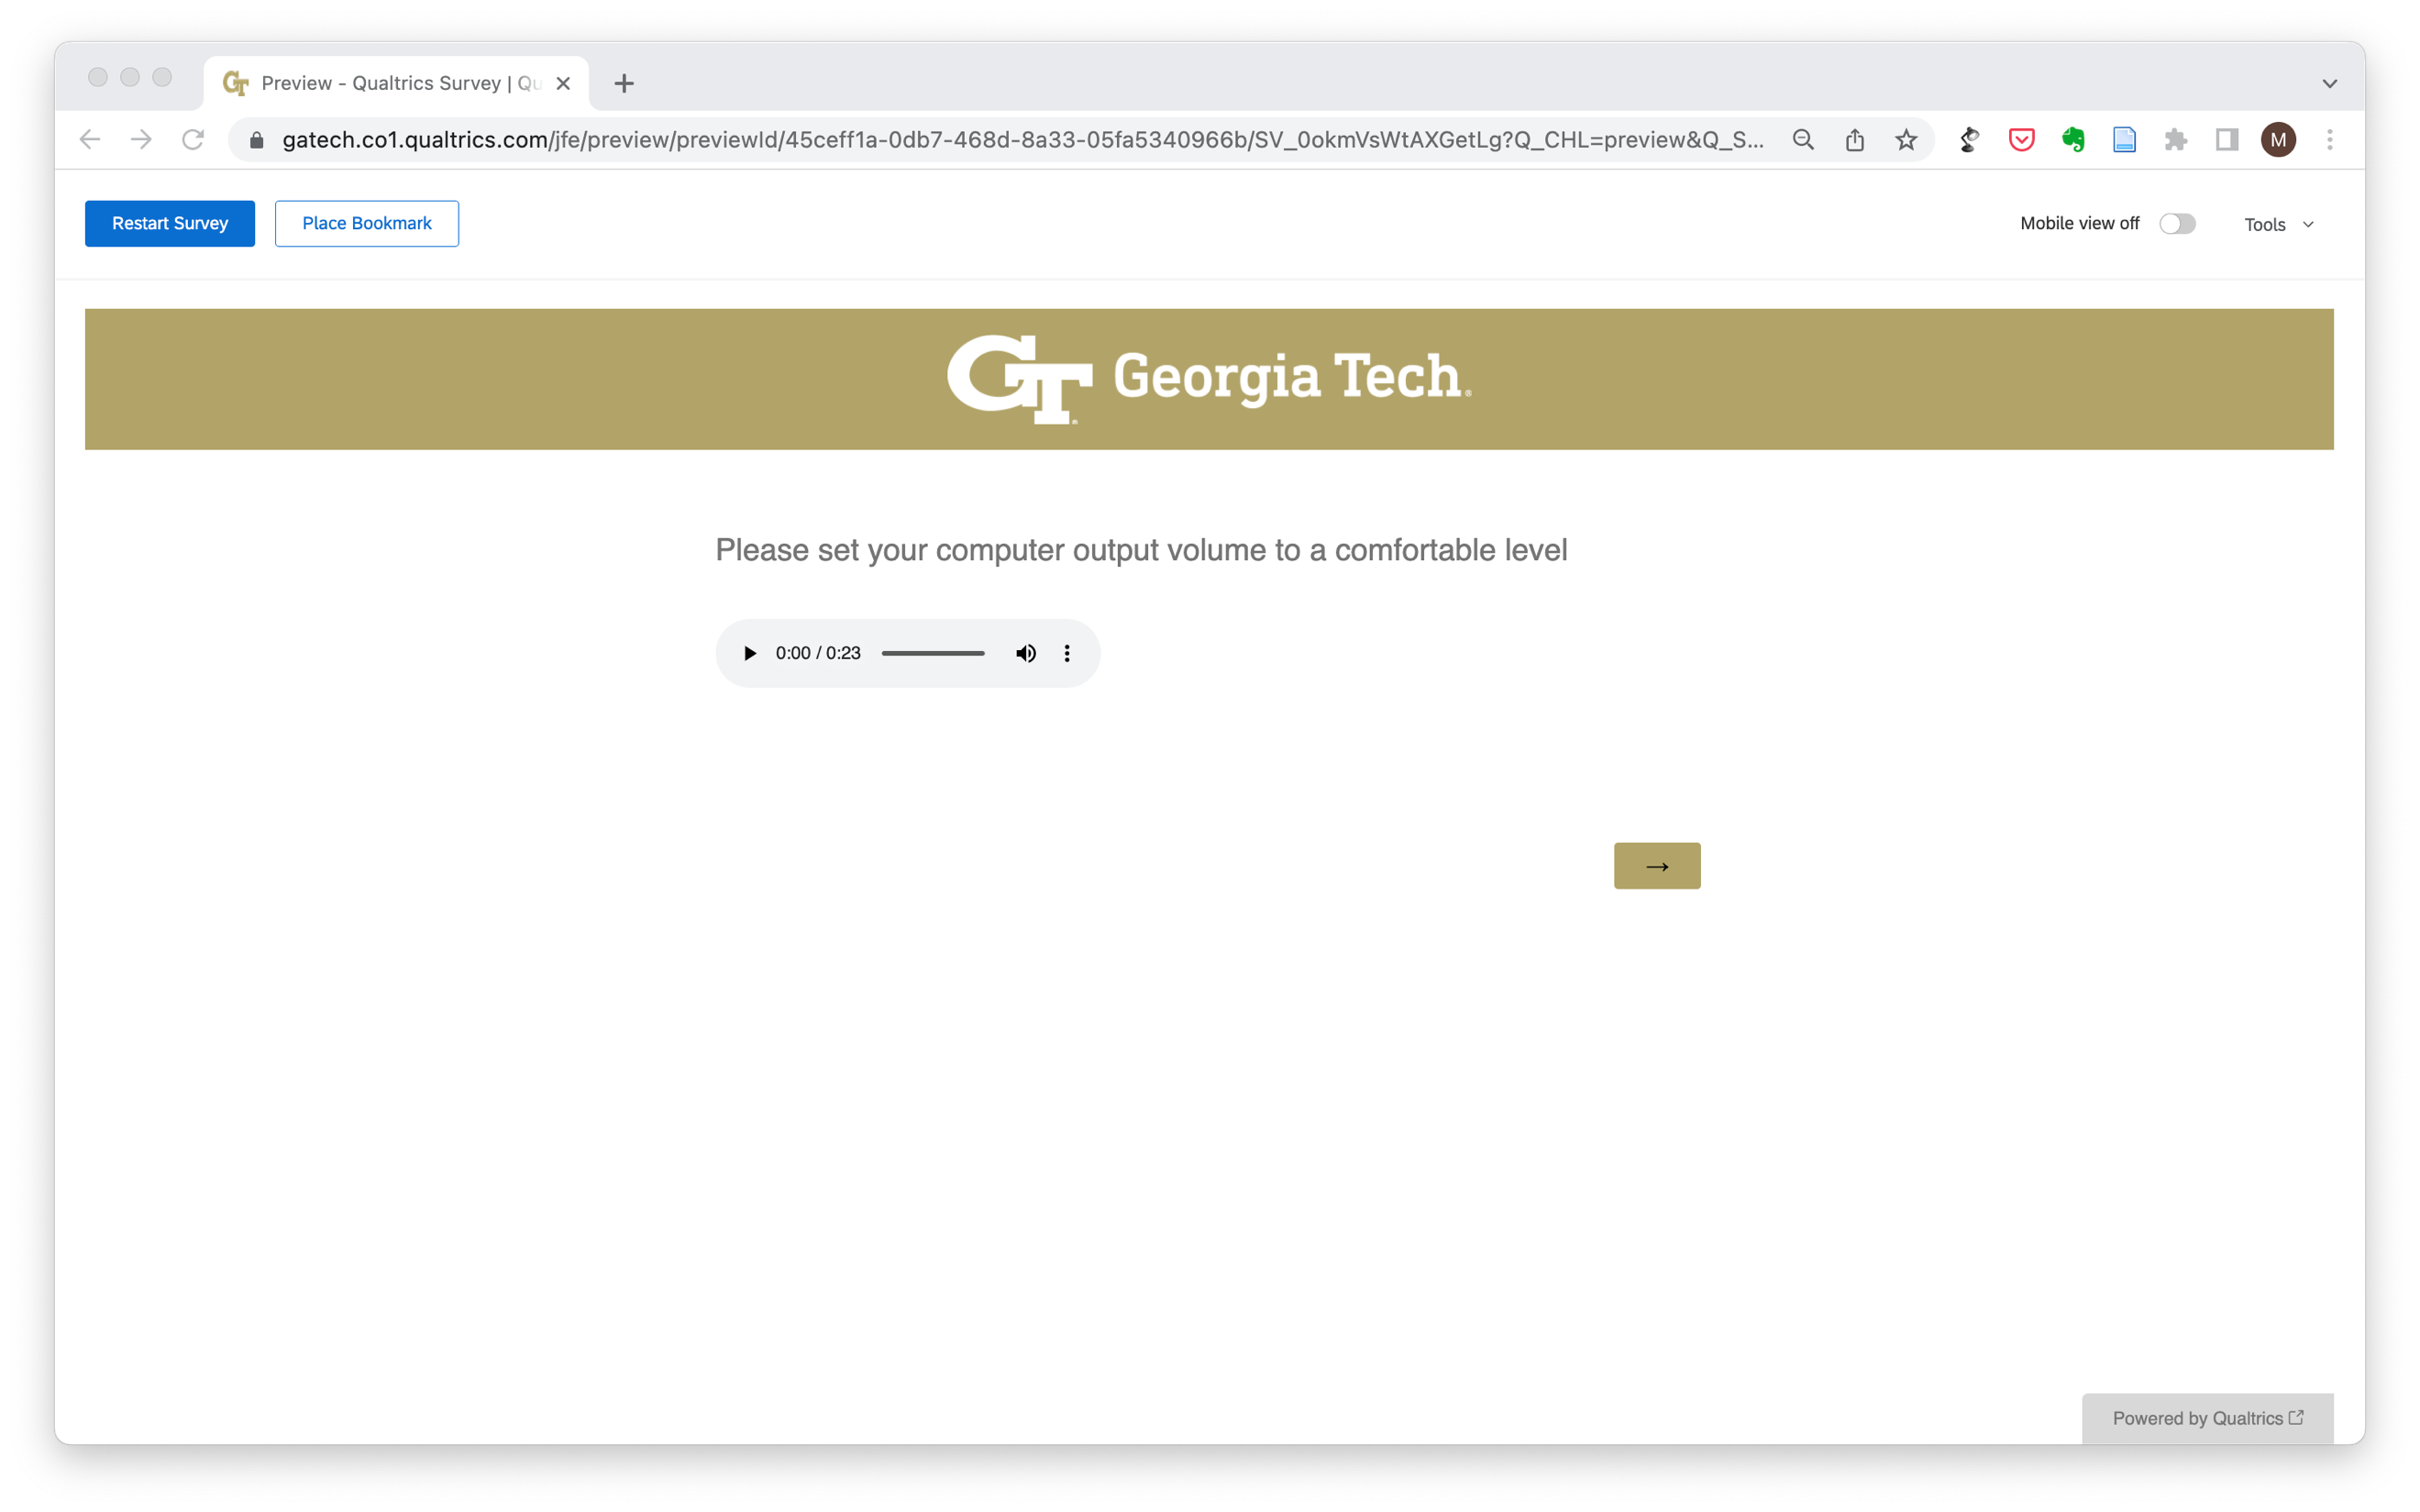 Preview - Qualtrics Survey | Qu
gatech.co1.qualtrics.com/jfe/preview/previewId/45ceff1a-0db7-468d-8a33-05fa5340966b/SV_0okmVsWtAXGetLg?Q_CHL=preview&Q_S...
M
Restart Survey
Place Bookmark
Mobile view off
Tools
GT Georgia Tech
Please set your computer output volume to a comfortable level
0:00 / 0:23
→
Powered by Qualtrics